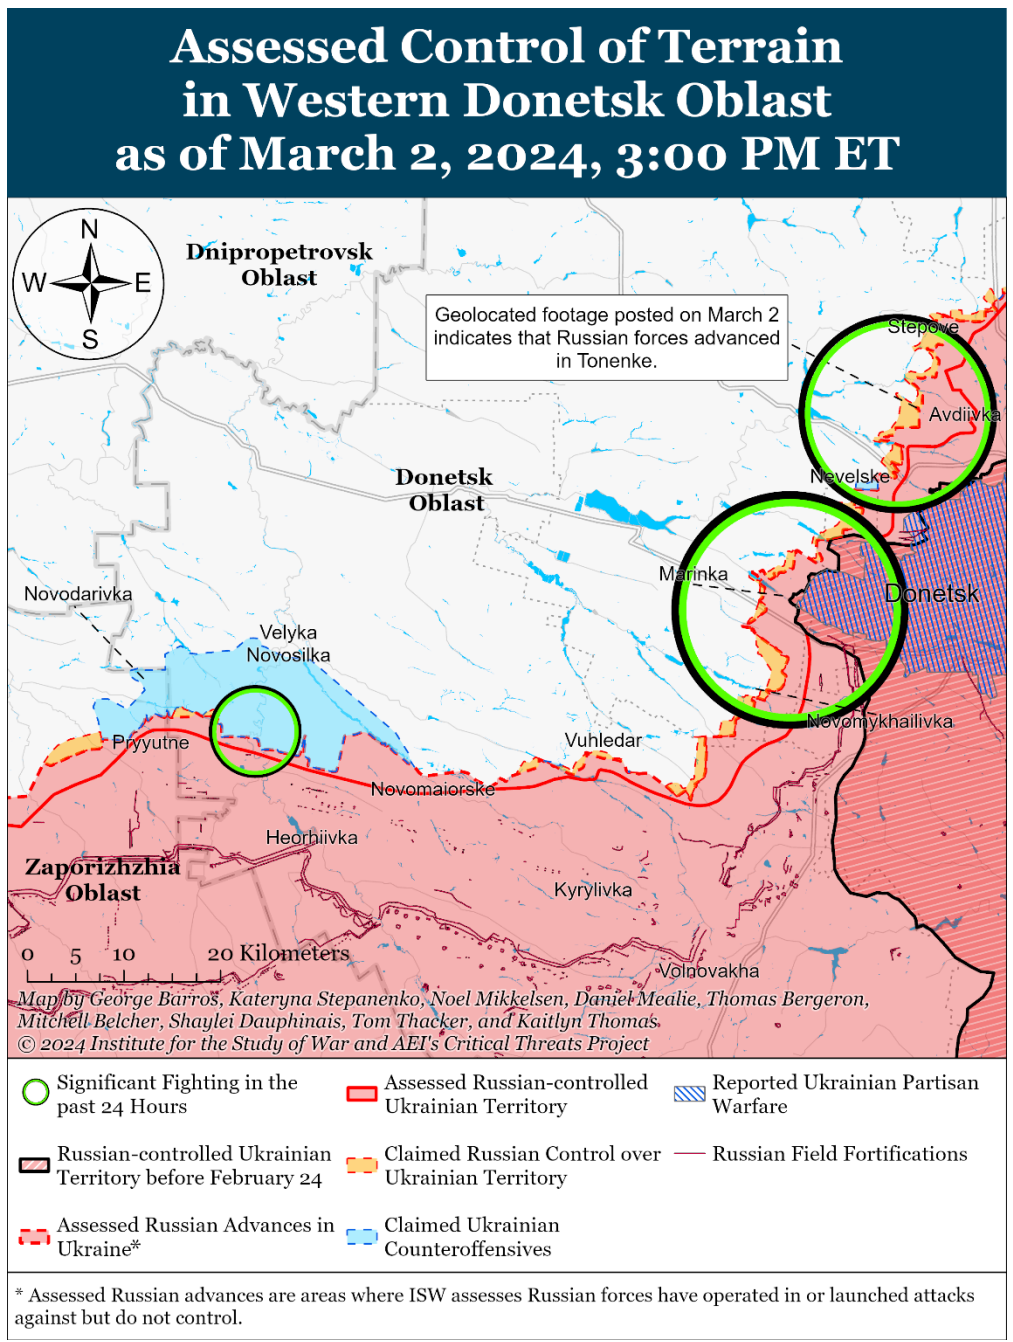 Assessed Control of Terrain
in Western Donetsk Oblast
as of March 2, 2024, 3:00 PM ET
N
W
E
S
Dnipropetrovsk
Oblast
Geolocated footage posted on March 2
indicates that Russian forces advanced
in Tonenke.
Stepove
Avdiivka
Donetsk
Oblast
Nevelske
Marinka
Donetsk
Novodarivka
Velyka
Novosilka
Novomykhailivka
Pryyutne
Vuhledar
Novomaiorske
Heorhiivka
Zaporizhzhia
Oblast
Kyrylivka
Volnovakha
0 5 10 20 Kilometers
Map by George Barros, Kateryna Stepanenko, Noel Mikkelsen, Daniel Mealie, Thomas Bergeron,
Mitchell Belcher, Shaylei Dauphinais, Tom Thacker, and Kaitlyn Thomas
© 2024 Institute for the Study of War and AEI's Critical Threats Project
Significant Fighting in the
past 24 Hours
Assessed Russian-controlled
Ukrainian Territory
Reported Ukrainian Partisan
Warfare
Russian-controlled Ukrainian
Territory before February 24
Claimed Russian Control over
Ukrainian Territory
Russian Field Fortifications
Assessed Russian Advances in
Ukraine*
Claimed Ukrainian
Counteroffensives
* Assessed Russian advances are areas where ISW assesses Russian forces have operated in or launched attacks
against but do not control.